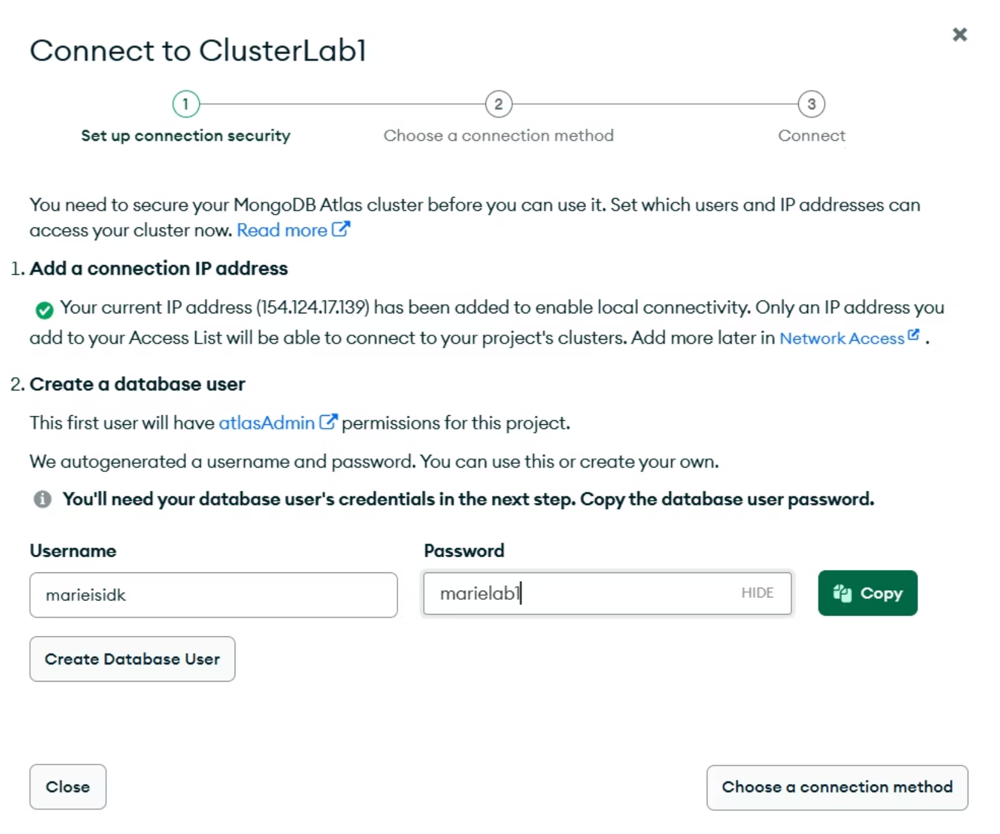 Connect to ClusterLab1
1
2
3
Set up connection security
Choose a connection method
Connect
You need to secure your MongoDB Atlas cluster before you can use it. Set which users and IP addresses can
access your cluster now. Read more
1. Add a connection IP address
Your current IP address (154.124.17.139) has been added to enable local connectivity. Only an IP address you
add to your Access List will be able to connect to your project's clusters. Add more later in Network Access .
2. Create a database user
This first user will have atlasAdmin permissions for this project.
We autogenerated a username and password. You can use this or create your own.
You'll need your database user's credentials in the next step. Copy the database user password.
Username
Password
marieisidk
marielab1
HIDE
Copy
Create Database User
Close
Choose a connection method